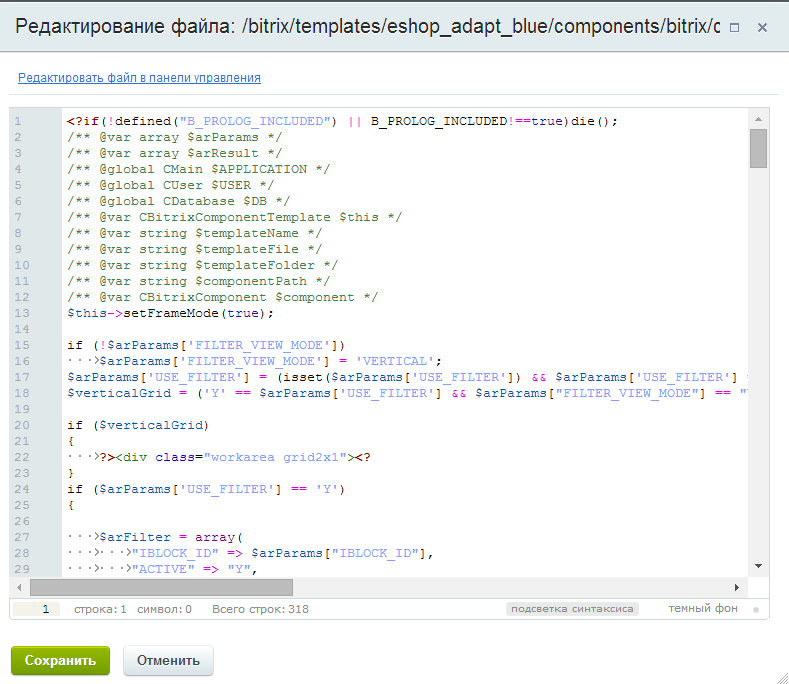 Редактирование файла: /bitrix/templates/eshop_adapt_blue/components/bitrix/c
Редактировать файл в панели управления
1 <?if(!defined("B_PROLOG_INCLUDED") || B_PROLOG_INCLUDED!==true)die();
2 /** @var array $arParams */
3 /** @var array $arResult */
4 /** @global CMain $APPLICATION */
5 /** @global CUser $USER */
6 /** @global CDatabase $DB */
7 /** @var CBitrixComponentTemplate $this */
8 /** @var string $templateName */
9 /** @var string $templateFile */
10 /** @var string $templateFolder */
11 /** @var string $componentPath */
12 /** @var CBitrixComponent $component */
13 $this->setFrameMode(true);
14
15 if (!$arParams['FILTER_VIEW_MODE'])
16 ···>$arParams['FILTER_VIEW_MODE'] = 'VERTICAL';
17 $arParams['USE_FILTER'] = (isset($arParams['USE_FILTER']) && $arParams['USE_FILTER'] =
18 $verticalGrid = ('Y' == $arParams['USE_FILTER'] && $arParams["FILTER_VIEW_MODE"] == "
19
20 if ($verticalGrid)
21 {
22 ···>?><div class="workarea grid2x1"><?
23 }
24 if ($arParams['USE_FILTER'] == 'Y')
25 {
26
27 ···>$arFilter = array(
28 ···>···>"IBLOCK_ID" => $arParams["IBLOCK_ID"],
29 ···>···>"ACTIVE" => "Y",
1 строка: 1 символ: 0 Всего строк: 318 подсветка синтаксиса темный фон
Сохранить Отменить